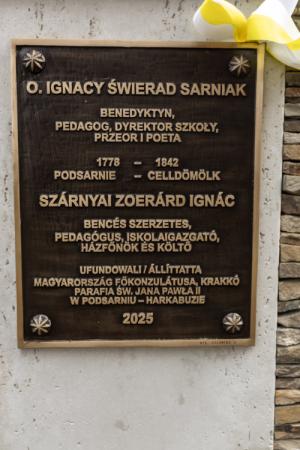 O. IGNACY ŚWIERAD SARNIAK
BENEDYKTYN,
PEDAGOG, DYREKTOR SZKOŁY,
PRZEOR I POETA
1778 – 1842
PODSARNIE – CELLDÖMÖLK
SZÁRNYAI ZOERÁRD IGNÁC
BENCÉS SZERZETES,
PEDAGÓGUS, ISKOLAIGAZGATÓ,
HÁZFŐNÖK ÉS KÖLTŐ
UFUNDOWALI / ÁLLÍTTATTA
MAGYARORSZÁG FŐKONZULÁTUSA, KRAKKÓ
PARAFIA ŚW. JANA PAWŁA II
W PODSARNIU – HARKABUZIE
2025